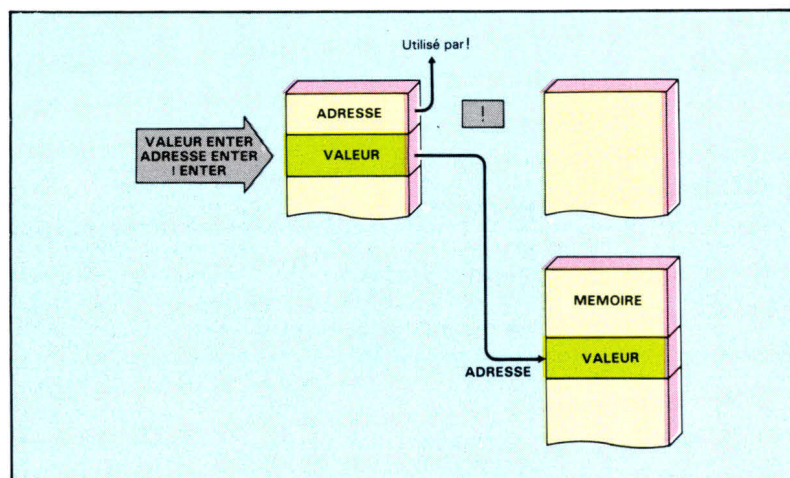 Utilisé par!
ADRESSE
!
VALEUR ENTER
ADRESSE ENTER
! ENTER
VALEUR
MEMOIRE
ADRESSE
VALEUR